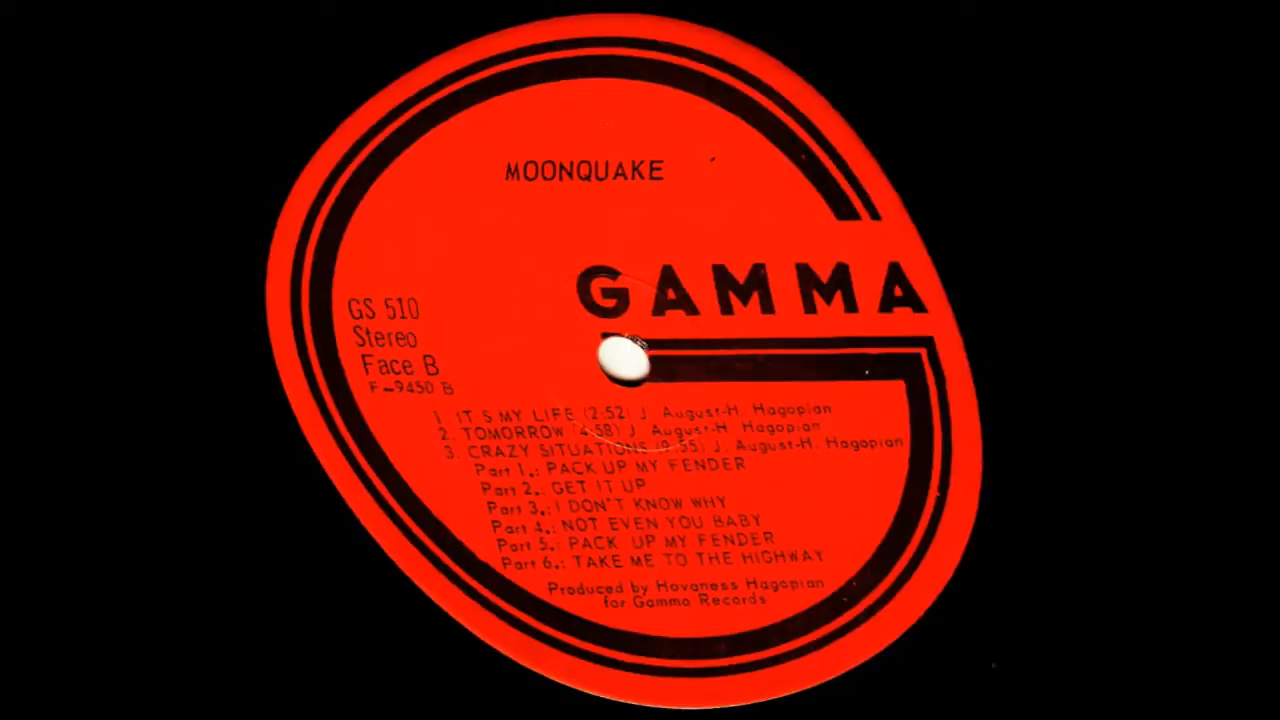 MOONQUAKE
GAMMA
GS 510
Stereo
Face B
F-9450 B
1. IT S MY LIFE (2:52) J. August-H. Hagopian
2. TOMORROW (4:58) J. August-H. Hagopian
3. CRAZY SITUATIONS (9:55) J. August-H. Hagopian
Part 1.: PACK UP MY FENDER
Part 2.: GET IT UP
Part 3.: I DON'T KNOW WHY
Part 4.: NOT EVEN YOU BABY
Part 5.: PACK UP MY FENDER
Part 6.: TAKE ME TO THE HIGHWAY
Produced by Hovaness Hagopian
for Gamma Records